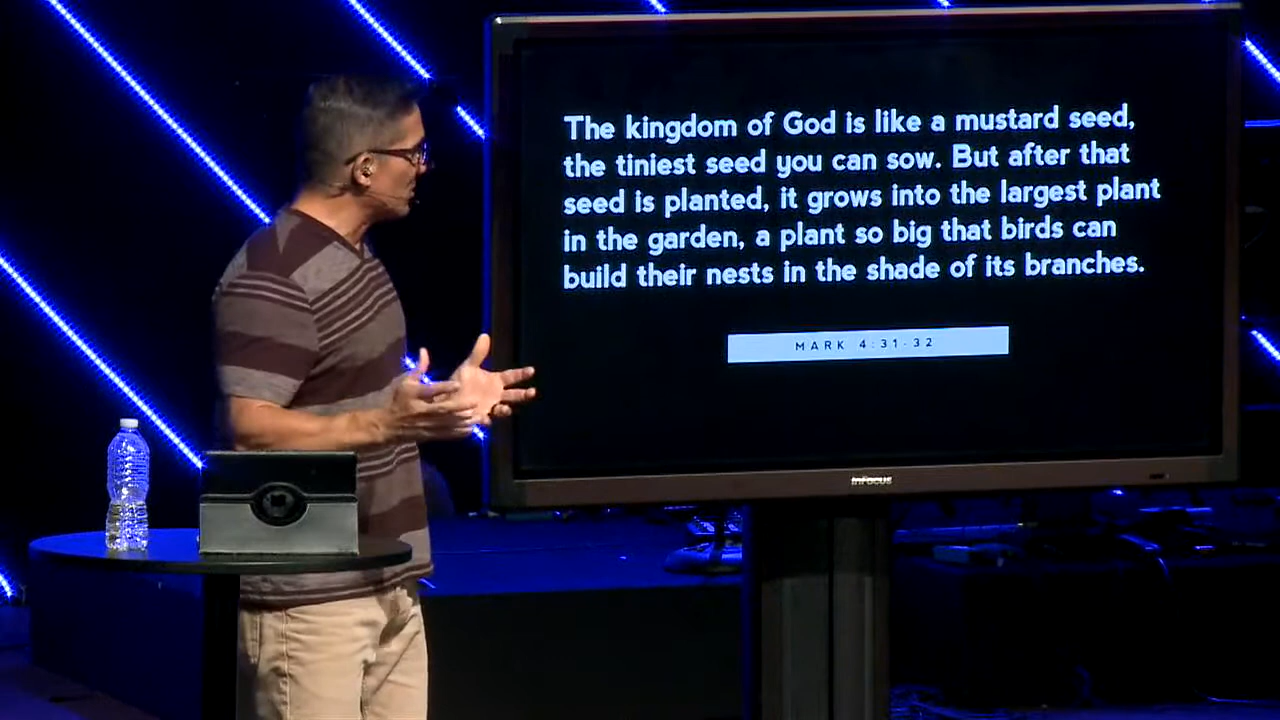 The kingdom of God is like a mustard seed,
the tiniest seed you can sow. But after that
seed is planted, it grows into the largest plant
in the garden, a plant so big that birds can
build their nests in the shade of its branches.
MARK 4:31-32
InFocus